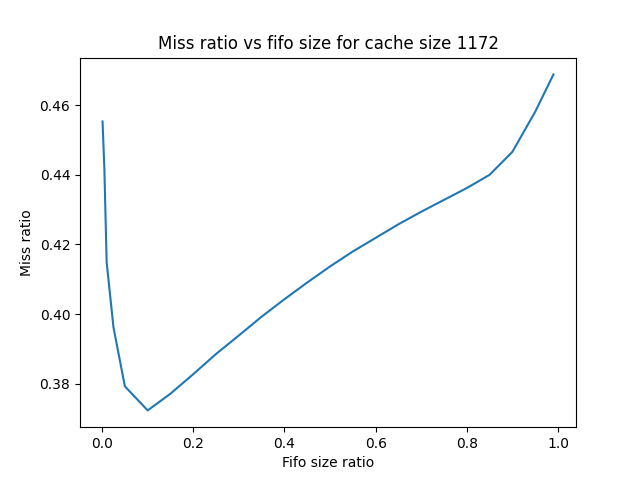 Miss ratio vs fifo size for cache size 1172
Miss ratio
0.46
0.44
0.42
0.40
0.38
0.0 0.2 0.4 0.6 0.8 1.0
Fifo size ratio